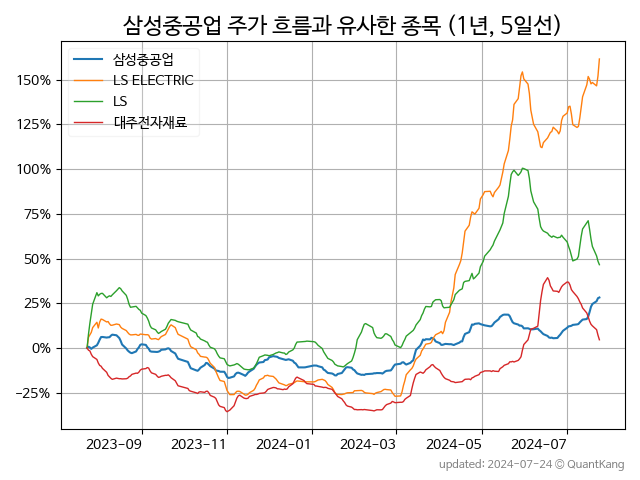 삼성중공업 주가 흐름과 유사한 종목 (1년, 5일선)
삼성중공업
LS ELECTRIC
LS
대주전자재료
150%
125%
100%
75%
50%
25%
0%
−25%
2023-09
2023-11
2024-01
2024-03
2024-05
2024-07
updated: 2024-07-24 © QuantKang